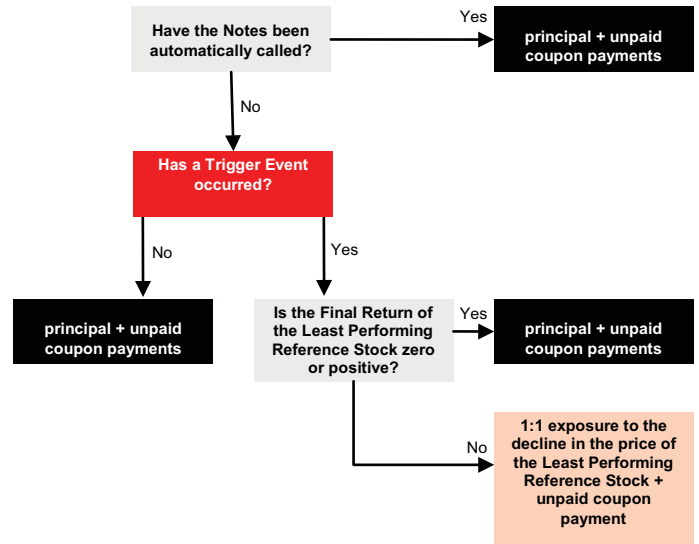 Have the Notes been
automatically called?
Yes
principal + unpaid
coupon payments
No
Has a Trigger Event
occurred?
No
Yes
principal + unpaid
coupon payments
Is the Final Return of
the Least Performing
Reference Stock zero
or positive?
Yes
principal + unpaid
coupon payments
No
1:1 exposure to the
decline in the price of
the Least Performing
Reference Stock +
unpaid coupon
payment